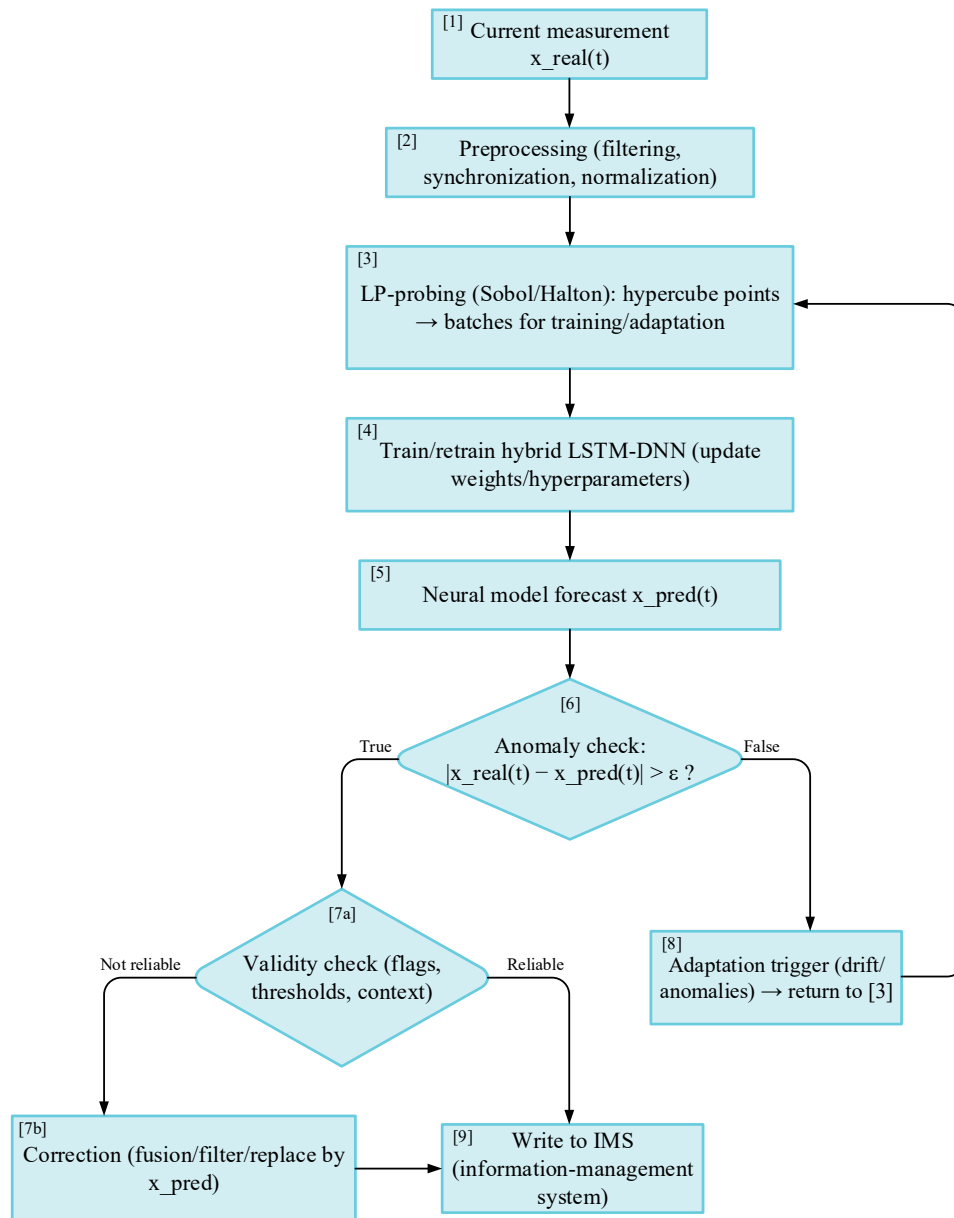 [1]
Current measurement
x_real(t)
[2]
Preprocessing (filtering,
synchronization, normalization)
[3]
LP-probing (Sobol/Halton): hypercube points
→ batches for training/adaptation
[4]
Train/retrain hybrid LSTM-DNN (update
weights/hyperparameters)
[5]
Neural model forecast x_pred(t)
[6]
Anomaly check:
|x_real(t) − x_pred(t)| > ε ?
True
False
[7a]
Validity check (flags,
thresholds, context)
Not reliable
Reliable
[8]
Adaptation trigger (drift/
anomalies) → return to [3]
[7b]
Correction (fusion/filter/replace by
x_pred)
[9]
Write to IMS
(information-management
system)